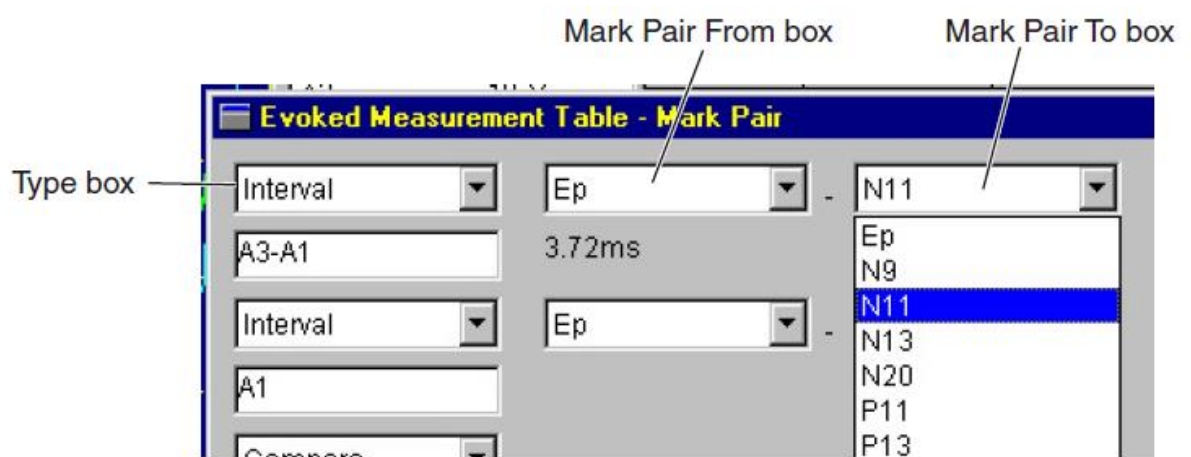 Mark Pair From box Mark Pair To box
Evoked Measurement Table - Mark Pair
Type box Interval Ep - N11
A3-A1 3.72ms Ep
N9
N11
Interval Ep - N13
N20
A1 P11
Compare P13